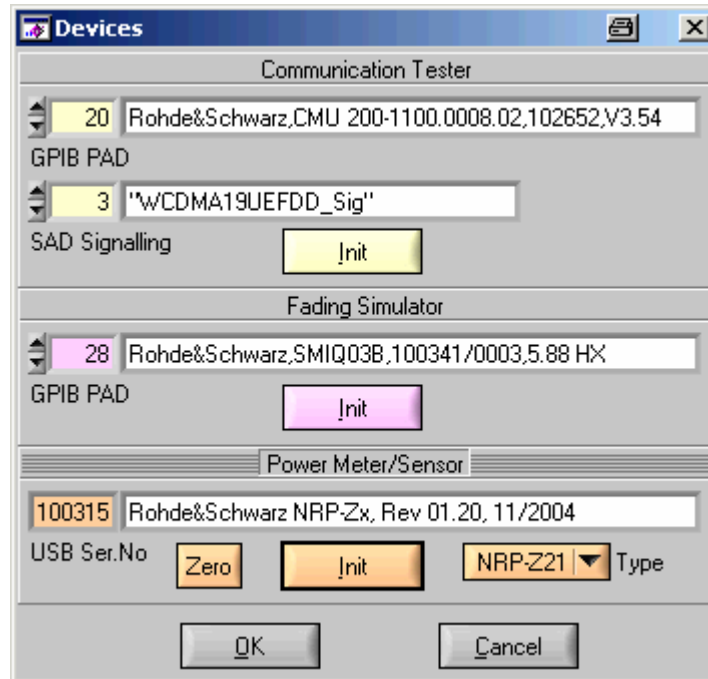 Devices
Communication Tester
20 Rohde&Schwarz,CMU 200-1100.0008.02,102652,V3.54
GPIB PAD
3 "WCDMA19UEFDD_Sig"
SAD Signalling Init
Fading Simulator
28 Rohde&Schwarz,SMIQ03B,100341/0003,5.88 HX
GPIB PAD Init
Power Meter/Sensor
100315 Rohde&Schwarz NRP-Zx, Rev 01.20, 11/2004
USB Ser.No Zero Init NRP-Z21 Type
OK Cancel